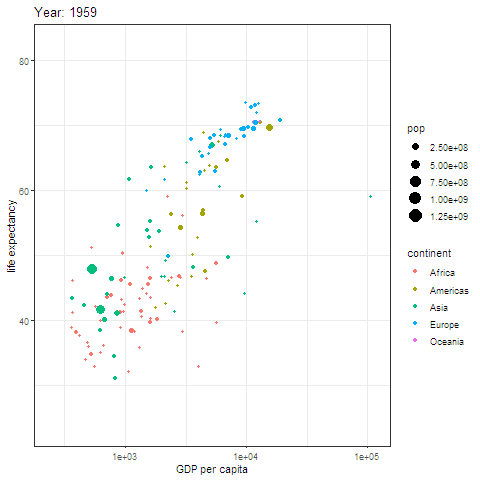 Year: 1959
80
60
40
life expectancy
1e+03
1e+04
1e+05
GDP per capita
pop
2.50e+08
5.00e+08
7.50e+08
1.00e+09
1.25e+09
continent
Africa
Americas
Asia
Europe
Oceania